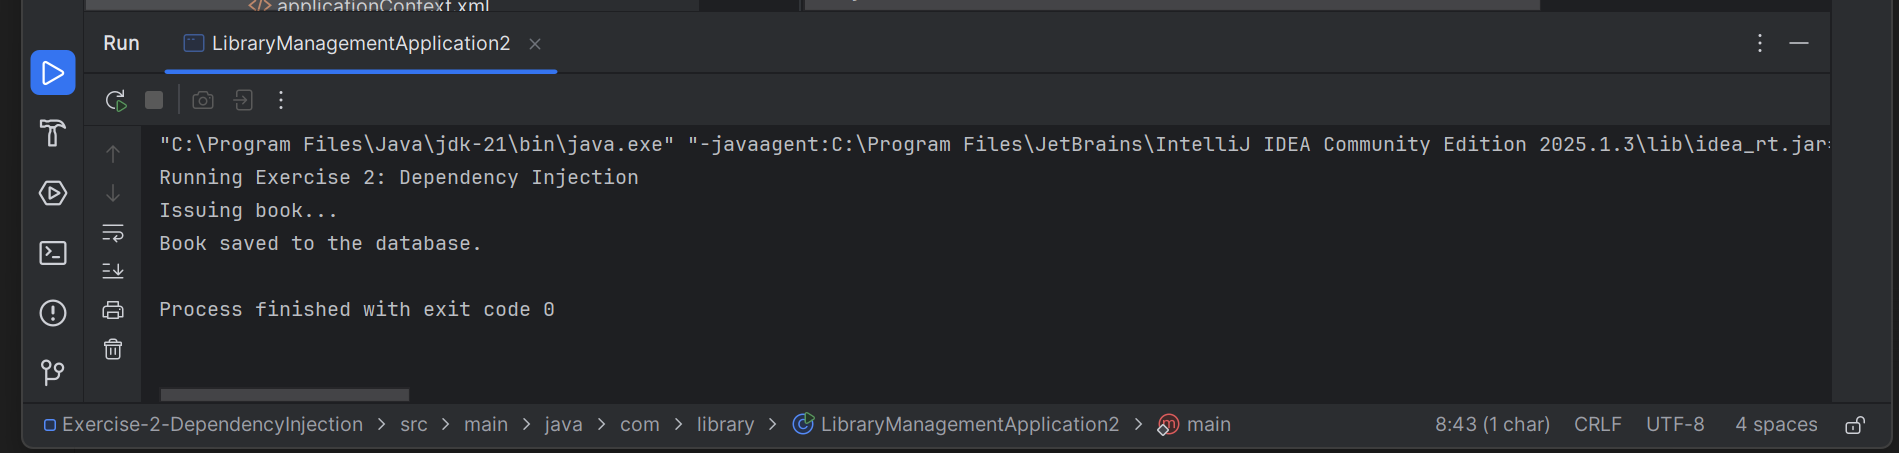 applicationContext.xml
Run LibraryManagementApplication2
"C:\Program Files\Java\jdk-21\bin\java.exe" "-javaagent:C:\Program Files\JetBrains\IntelliJ IDEA Community Edition 2025.1.3\lib\idea_rt.jar=
Running Exercise 2: Dependency Injection
Issuing book...
Book saved to the database.
Process finished with exit code 0
Exercise-2-DependencyInjection > src > main > java > com > library > LibraryManagementApplication2 > main 8:43 (1 char) CRLF UTF-8 4 spaces